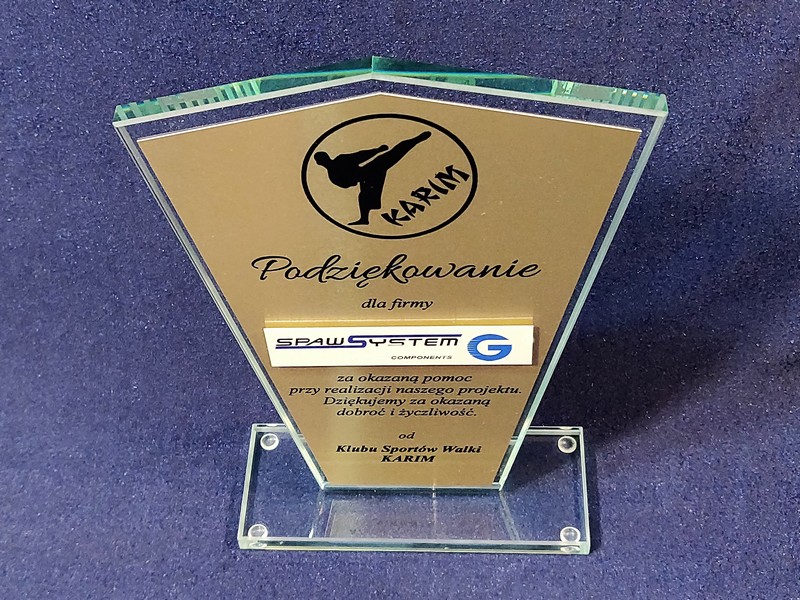 KARIM
Podziękowanie
dla firmy
SPAWSYSTEM G
COMPONENTS
za okazaną pomoc
przy realizacji naszego projektu.
Dziękujemy za okazaną
dobroć i życzliwość.
od
Klubu Sportów Walki
KARIM